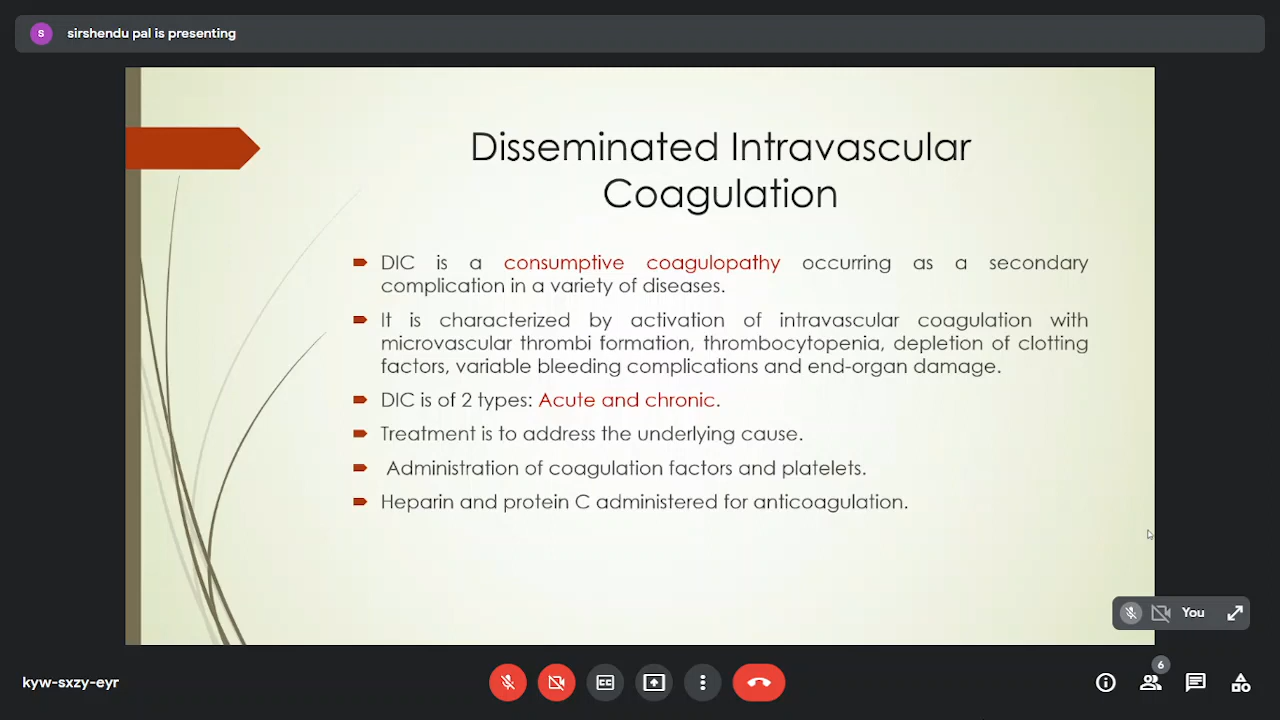 S sirshendu pal is presenting
Disseminated Intravascular
Coagulation
DIC is a consumptive coagulopathy occurring as a secondary
complication in a variety of diseases.
It is characterized by activation of intravascular coagulation with
microvascular thrombi formation, thrombocytopenia, depletion of clotting
factors, variable bleeding complications and end-organ damage.
DIC is of 2 types: Acute and chronic.
Treatment is to address the underlying cause.
Administration of coagulation factors and platelets.
Heparin and protein C administered for anticoagulation.
You
kyw-sxzy-eyr
CC
6